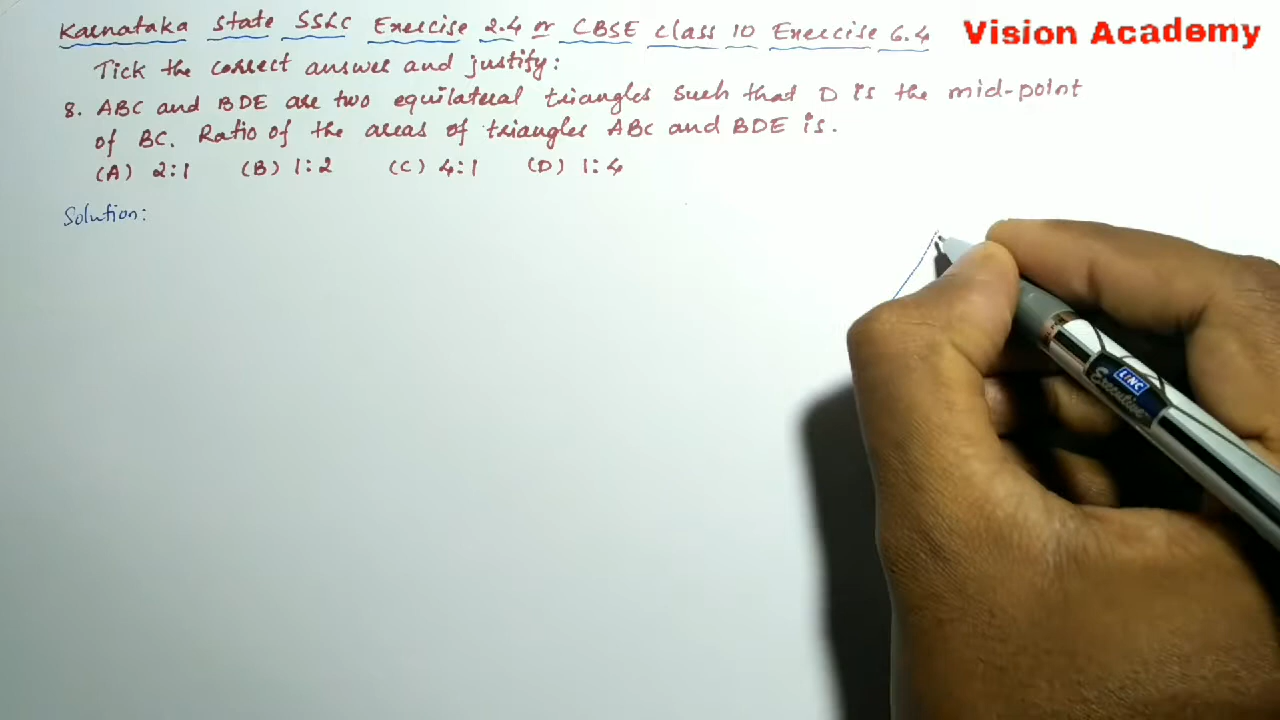 Karnataka State SSLC Exercise 2.4 or CBSE class 10 Exercise 6.4
Vision Academy
Tick the correct answer and justify:
8. ABC and BDE are two equilateral triangles such that D is the mid-point
of BC. Ratio of the areas of triangles ABC and BDE is.
(A) 2:1 (B) 1:2 (C) 4:1 (D) 1:4
Solution:
LINC
Executive